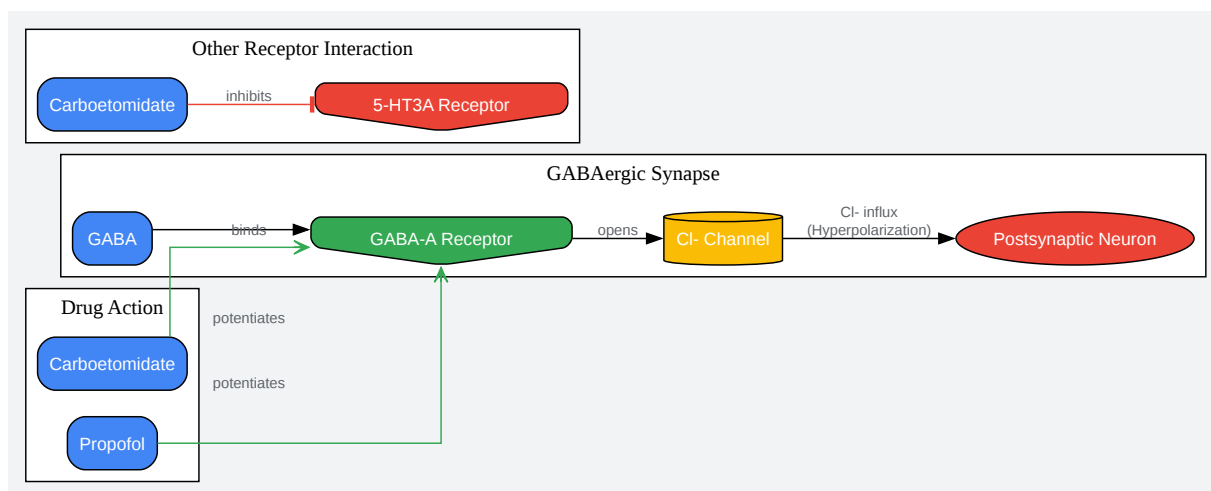 Other Receptor Interaction
Carboetomidate
inhibits
5-HT3A Receptor
GABAergic Synapse
GABA
binds
GABA-A Receptor
opens
Cl- Channel
Cl- influx
(Hyperpolarization)
Postsynaptic Neuron
Drug Action
potentiates
Carboetomidate
potentiates
Propofol